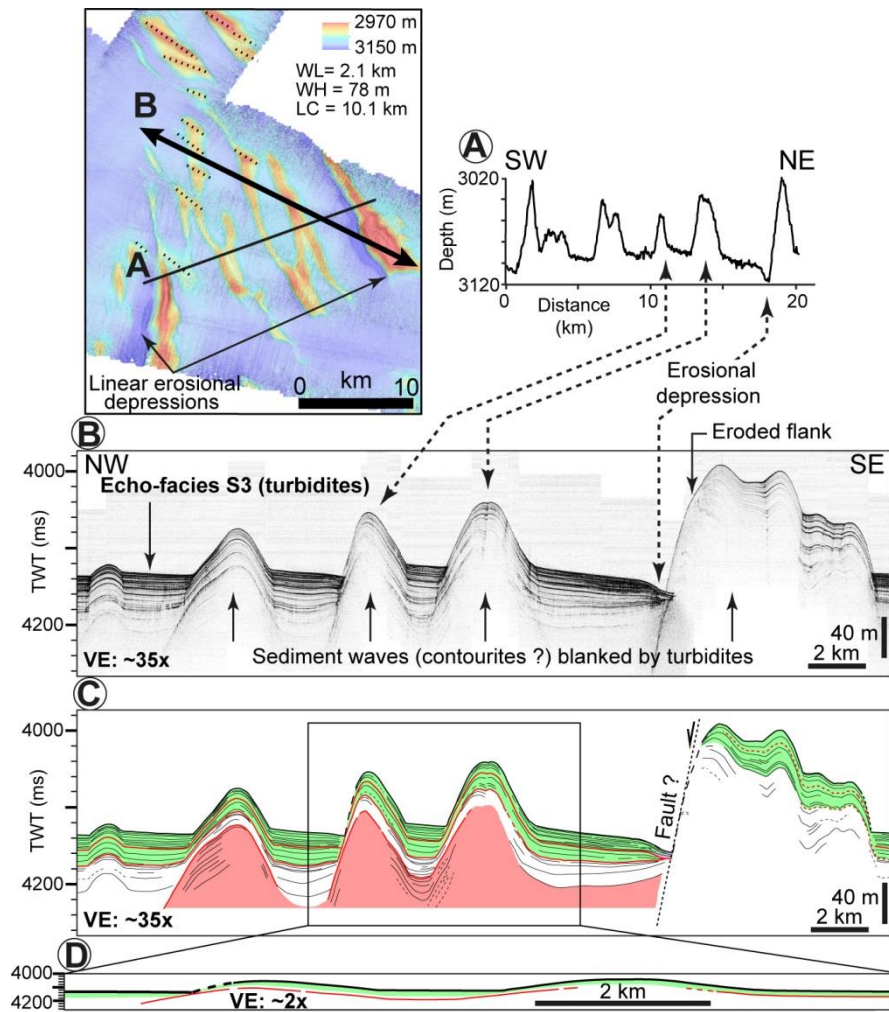 2970 m
3150 m
WL= 2.1 km
WH = 78 m
LC = 10.1 km
B
A
Linear erosional
depressions
km
0 10
A
SW NE
3020
Depth (m)
3120
0 10 20
Distance
(km)
Erosional
depression
Eroded flank
B
NW SE
4000
Echo-facies S3 (turbidites)
TWT (ms)
4200
Sediment waves (contourites ?) blanked by turbidites
VE: ~35x
40 m
2 km
C
4000
TWT (ms)
Fault ?
4200
VE: ~35x
40 m
2 km
D
4000
4200
VE: ~2x
2 km